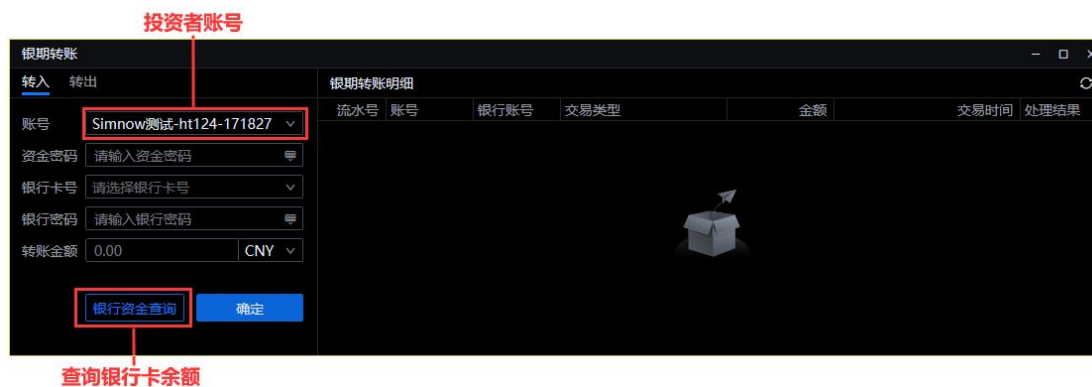 投资者账号
银期转账
转入 转出
银期转账明细
流水号 账号 银行账号 交易类型 金额 交易时间 处理结果
账号 Simnow测试-ht124-171827
资金密码 请输入资金密码
银行卡号 请选择银行卡号
银行密码 请输入银行密码
转账金额 0.00 CNY
银行资金查询 确定
查询银行卡余额